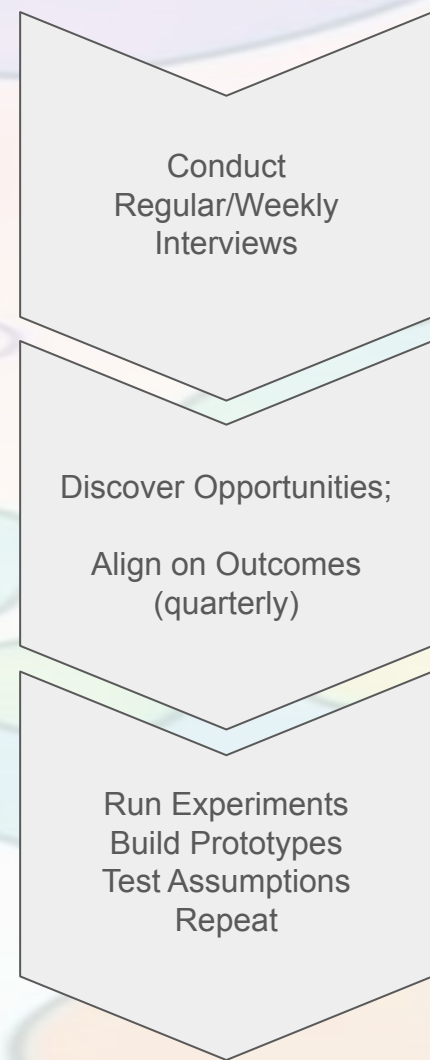 Conduct
Regular/Weekly
Interviews
Discover Opportunities;
Align on Outcomes
(quarterly)
Run Experiments
Build Prototypes
Test Assumptions
Repeat